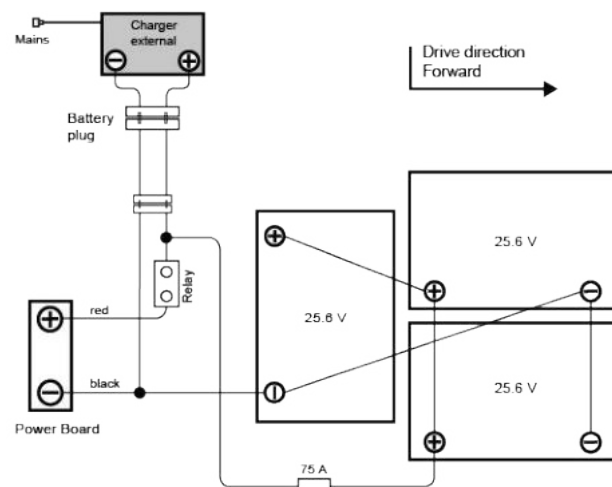 Charger
external
Mains
Drive direction
Forward
Battery
plug
25.6 V
Relay
red
25.6 V
25.6 V
black
Power Board
75 A